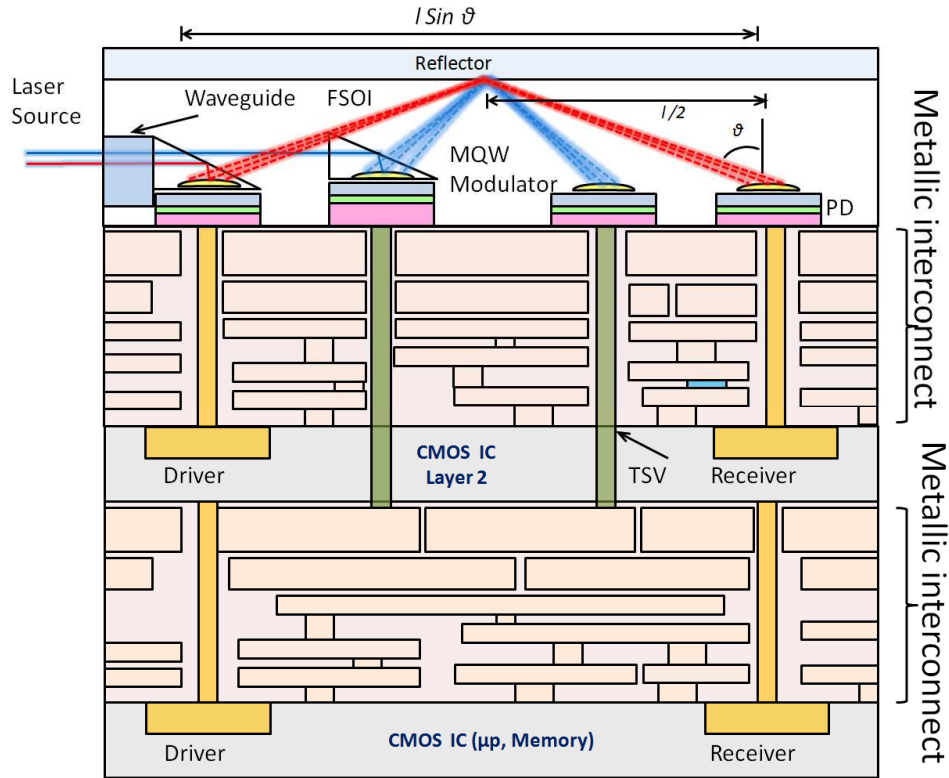 l Sin ϑ
Reflector
Laser
Source
Waveguide
FSOI
l/2
ϑ
MQW
Modulator
PD
Metallic interconnect
Driver
CMOS IC
Layer 2
TSV
Receiver
Metallic interconnect
Driver
CMOS IC (μp, Memory)
Receiver